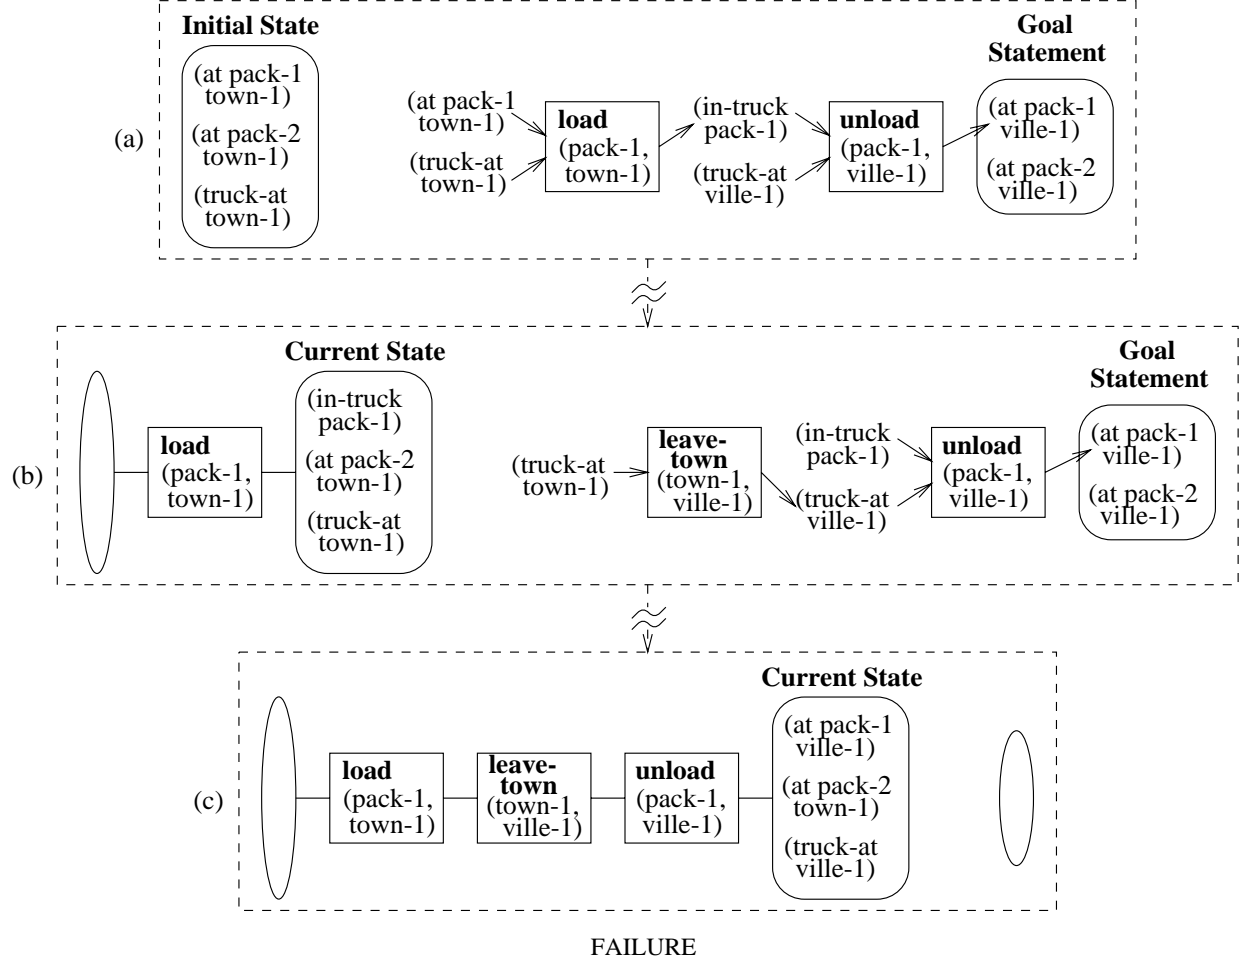 Initial State
(at pack-1
town-1)
(at pack-2
town-1)
(truck-at
town-1)
(a)
(at pack-1
town-1)
(truck-at
town-1)
load
(pack-1,
town-1)
(in-truck
pack-1)
(truck-at
ville-1)
unload
(pack-1,
ville-1)
Goal
Statement
(at pack-1
ville-1)
(at pack-2
ville-1)
(b)
load
(pack-1,
town-1)
Current State
(in-truck
pack-1)
(at pack-2
town-1)
(truck-at
town-1)
(truck-at
town-1)
leave-
town
(town-1,
ville-1)
(in-truck
pack-1)
(truck-at
ville-1)
unload
(pack-1,
ville-1)
Goal
Statement
(at pack-1
ville-1)
(at pack-2
ville-1)
(c)
load
(pack-1,
town-1)
leave-
town
(town-1,
ville-1)
unload
(pack-1,
ville-1)
Current State
(at pack-1
ville-1)
(at pack-2
town-1)
(truck-at
ville-1)
FAILURE